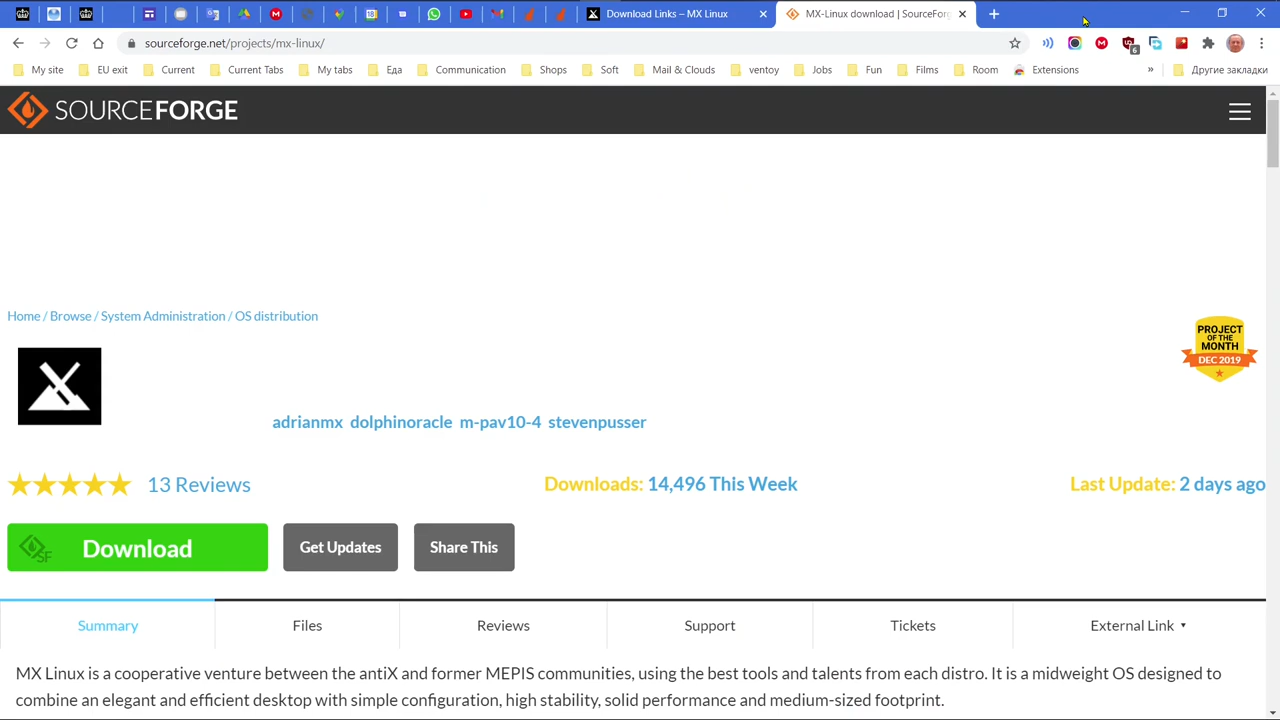 Download Links – MX Linux
MX-Linux download | SourceForg
sourceforge.net/projects/mx-linux/
6
My site
EU exit
Current
Current Tabs
My tabs
Еда
Communication
Shops
Soft
Mail & Clouds
ventoy
Jobs
Fun
Films
Room
Extensions
»
Другие закладки
SOURCEFORGE
Home / Browse / System Administration / OS distribution
PROJECT
OF THE
MONTH
DEC 2019
adrianmx dolphinoracle m-pav10-4 stevenpusser
13 Reviews
Downloads: 14,496 This Week
Last Update: 2 days ago
SF
Download
Get Updates
Share This
Summary
Files
Reviews
Support
Tickets
External Link
MX Linux is a cooperative venture between the antiX and former MEPIS communities, using the best tools and talents from each distro. It is a midweight OS designed to
combine an elegant and efficient desktop with simple configuration, high stability, solid performance and medium-sized footprint.